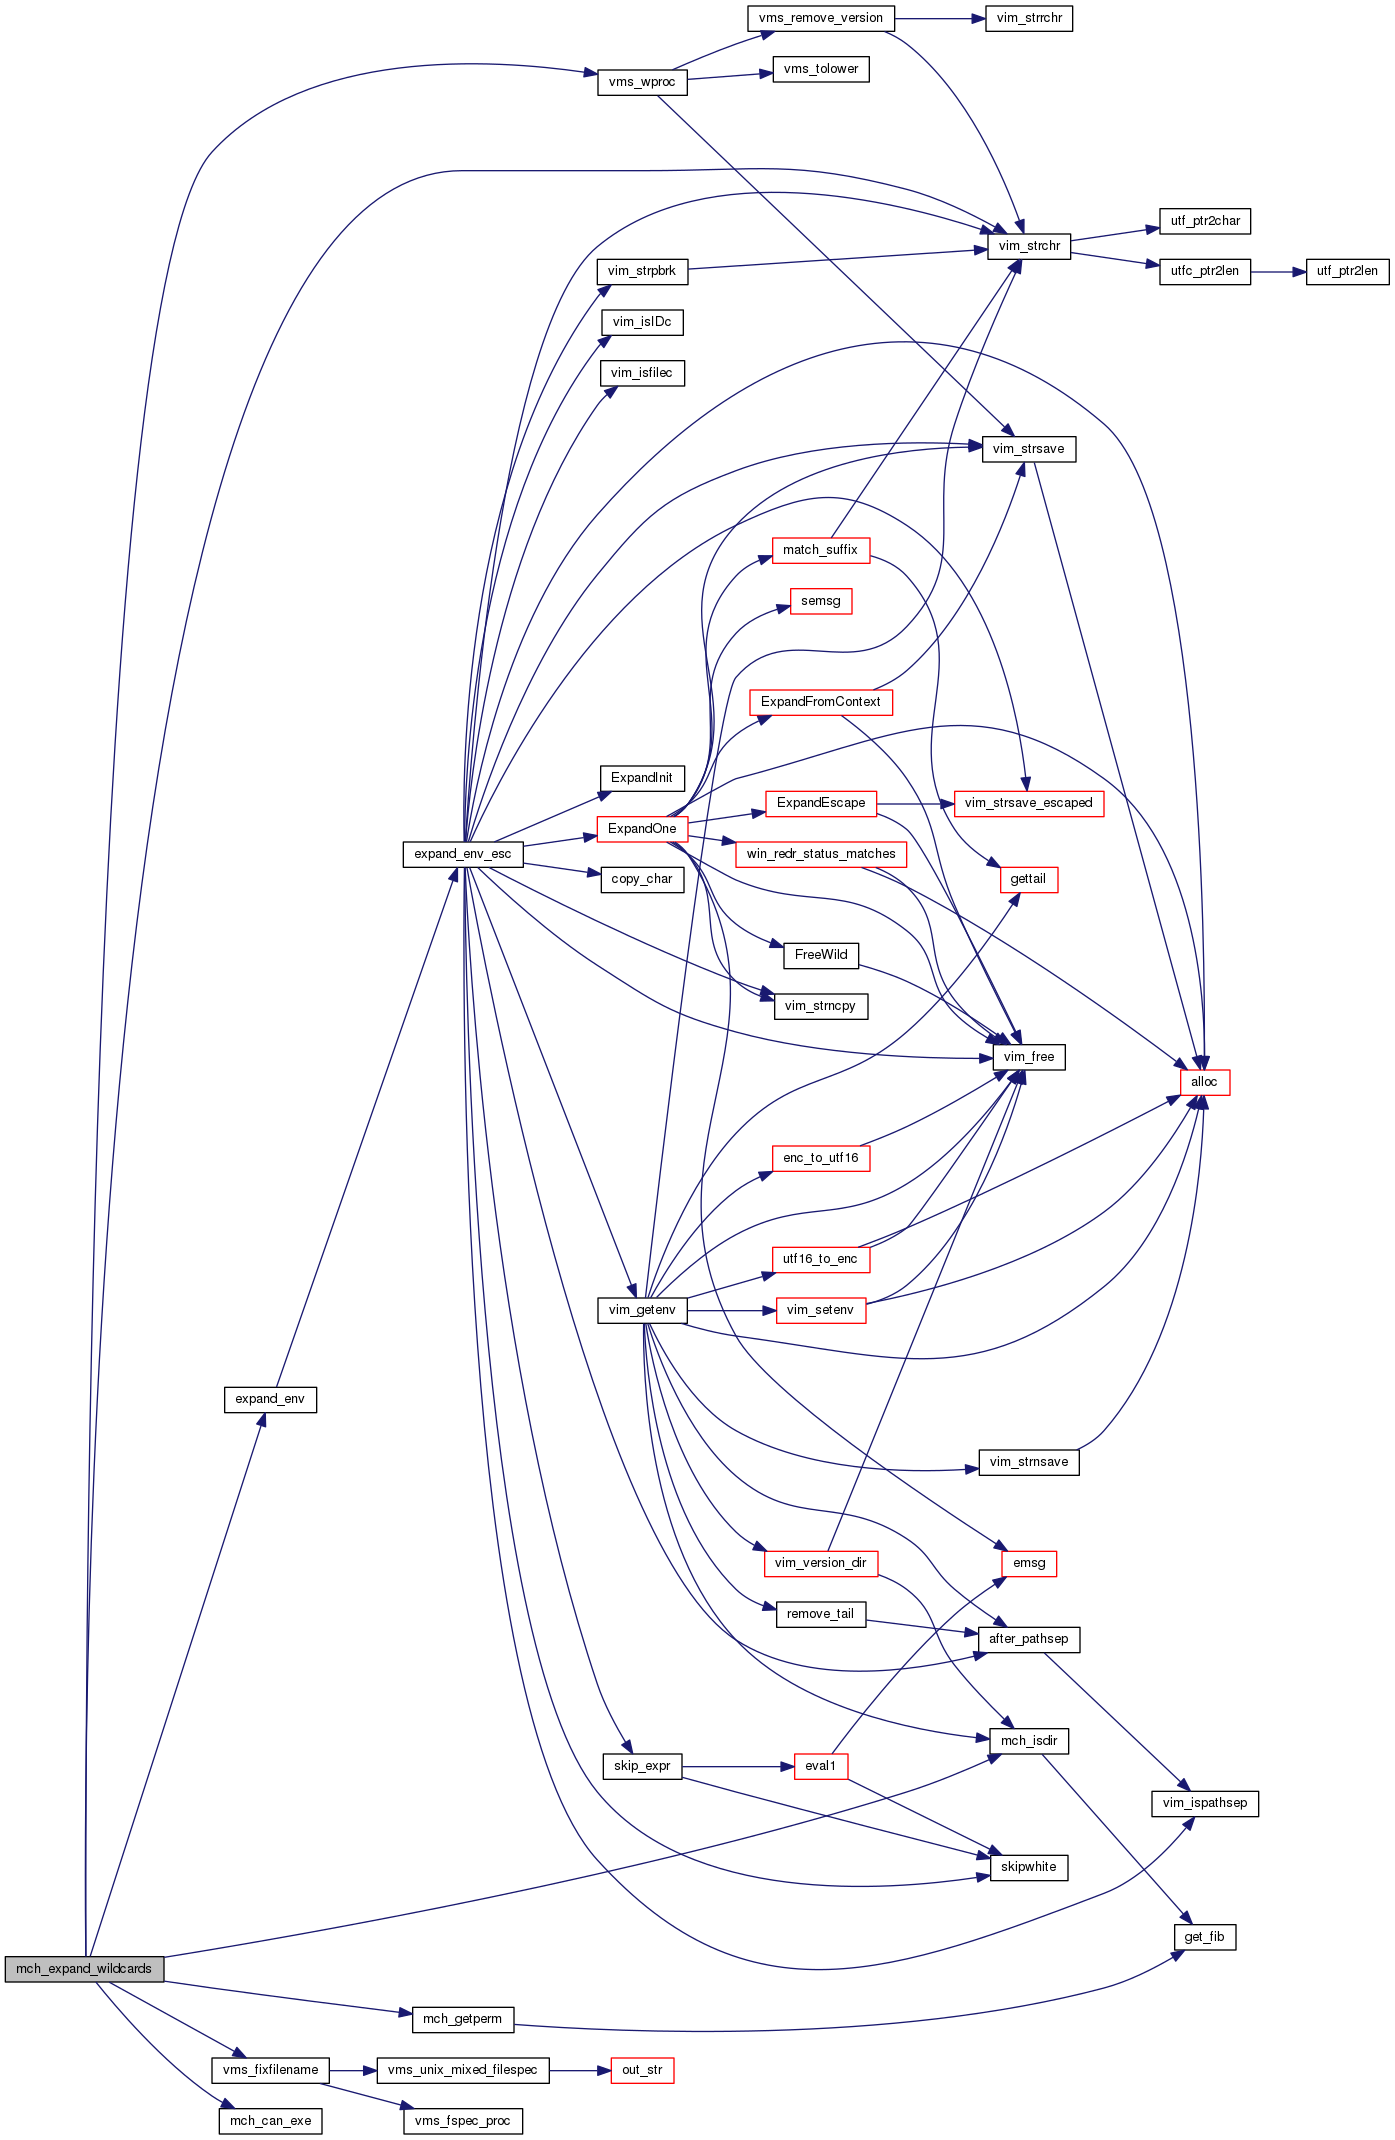 vms_remove_version
vim_strrchr
vms_tolower
vms_wproc
utf_ptr2char
vim_strchr
vim_strpbrk
utfc_ptr2len
utf_ptr2len
vim_isIDc
vim_isfilec
vim_strsave
match_suffix
semsg
ExpandFromContext
ExpandInit
ExpandEscape
vim_strsave_escaped
ExpandOne
expand_env_esc
win_redr_status_matches
copy_char
gettail
FreeWild
vim_strncpy
vim_free
alloc
enc_to_utf16
utf16_to_enc
vim_getenv
vim_setenv
expand_env
vim_strnsave
vim_version_dir
emsg
remove_tail
after_pathsep
mch_isdir
skip_expr
eval1
vim_ispathsep
skipwhite
get_fib
mch_expand_wildcards
mch_getperm
vms_fixfilename
vms_unix_mixed_filespec
out_str
mch_can_exe
vms_fspec_proc